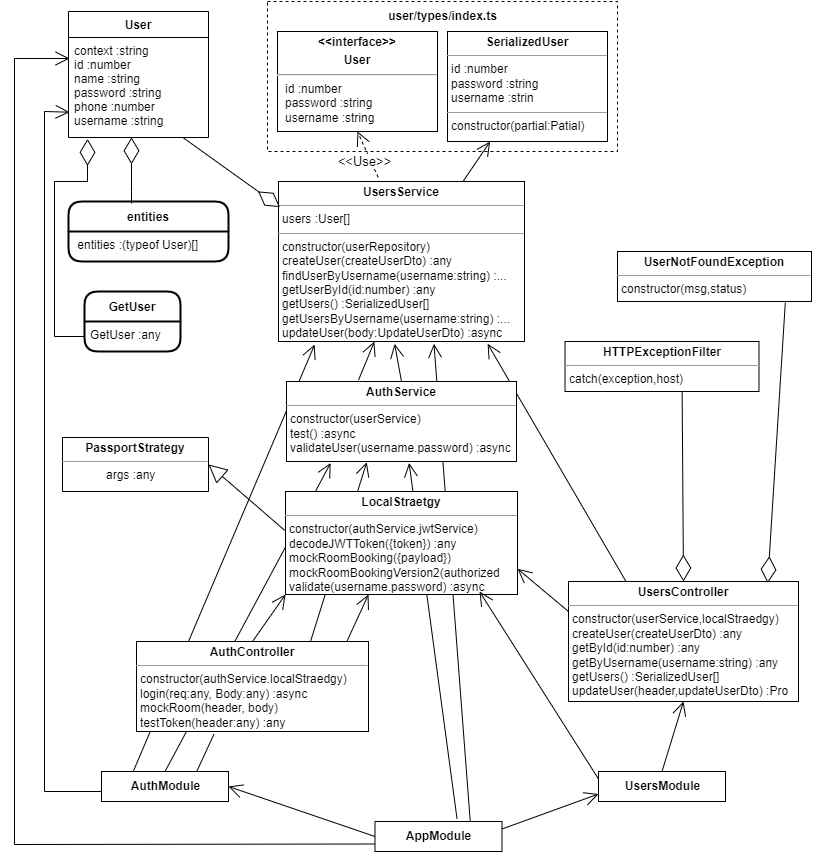 User
context :string
id :number
name :string
password :string
phone :number
username :string
user/types/index.ts
<<interface>>
User
id :number
password :string
username :string
SerializedUser
id :number
password :string
username :strin
constructor(partial:Patial)
<<Use>>
entities
entities :(typeof User)[]
GetUser
GetUser :any
UsersService
users :User[]
constructor(userRepository)
createUser(createUserDto) :any
findUserByUsername(username:string) :...
getUserById(id:number) :any
getUsers() :SerializedUser[]
getUsersByUsername(username:string) :...
updateUser(body:UpdateUserDto) :async
UserNotFoundException
constructor(msg,status)
HTTPExceptionFilter
catch(exception,host)
AuthService
constructor(userService)
test() :async
validateUser(username.password) :async
PassportStrategy
args :any
LocalStraetgy
constructor(authService.jwtService)
decodeJWTToken({token}) :any
mockRoomBooking({payload})
mockRoomBookingVersion2(authorized
validate(username.password) :async
UsersController
constructor(userService,localStraedgy)
createUser(createUserDto) :any
getById(id:number) :any
getByUsername(username:string) :any
getUsers() :SerializedUser[]
updateUser(header,updateUserDto) :Pro
AuthController
constructor(authService.localStraedgy)
login(req:any, Body:any) :async
mockRoom(header, body)
testToken(header:any) :any
AuthModule
UsersModule
AppModule